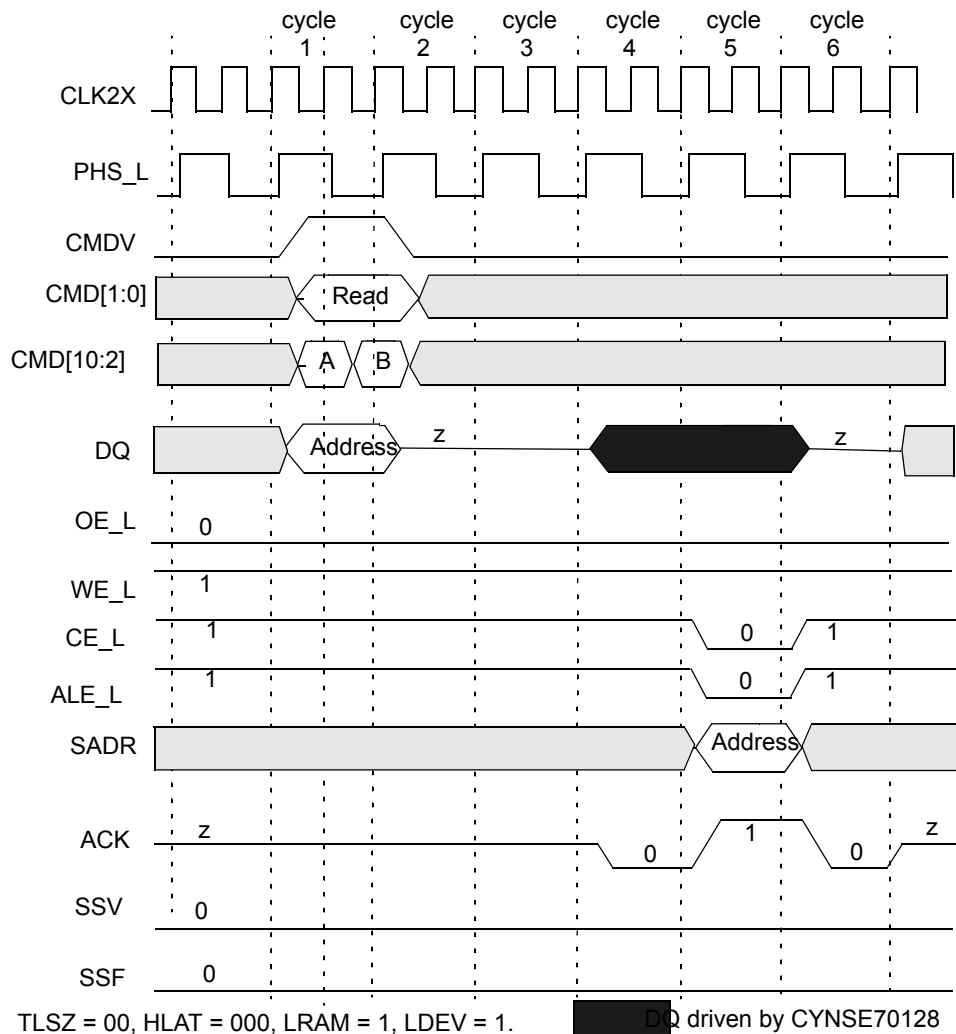 cycle cycle cycle cycle cycle cycle
1 2 3 4 5 6
CLK2X
PHS_L
CMDV
CMD[1:0] Read
CMD[10:2] A B
DQ Address z z
OE_L 0
WE_L 1
CE_L 1 0 1
ALE_L 1 0 1
SADR Address
ACK z 0 1 0 z
SSV 0
SSF 0
TLSZ = 00, HLAT = 000, LRAM = 1, LDEV = 1. DQ driven by CYNSE70128